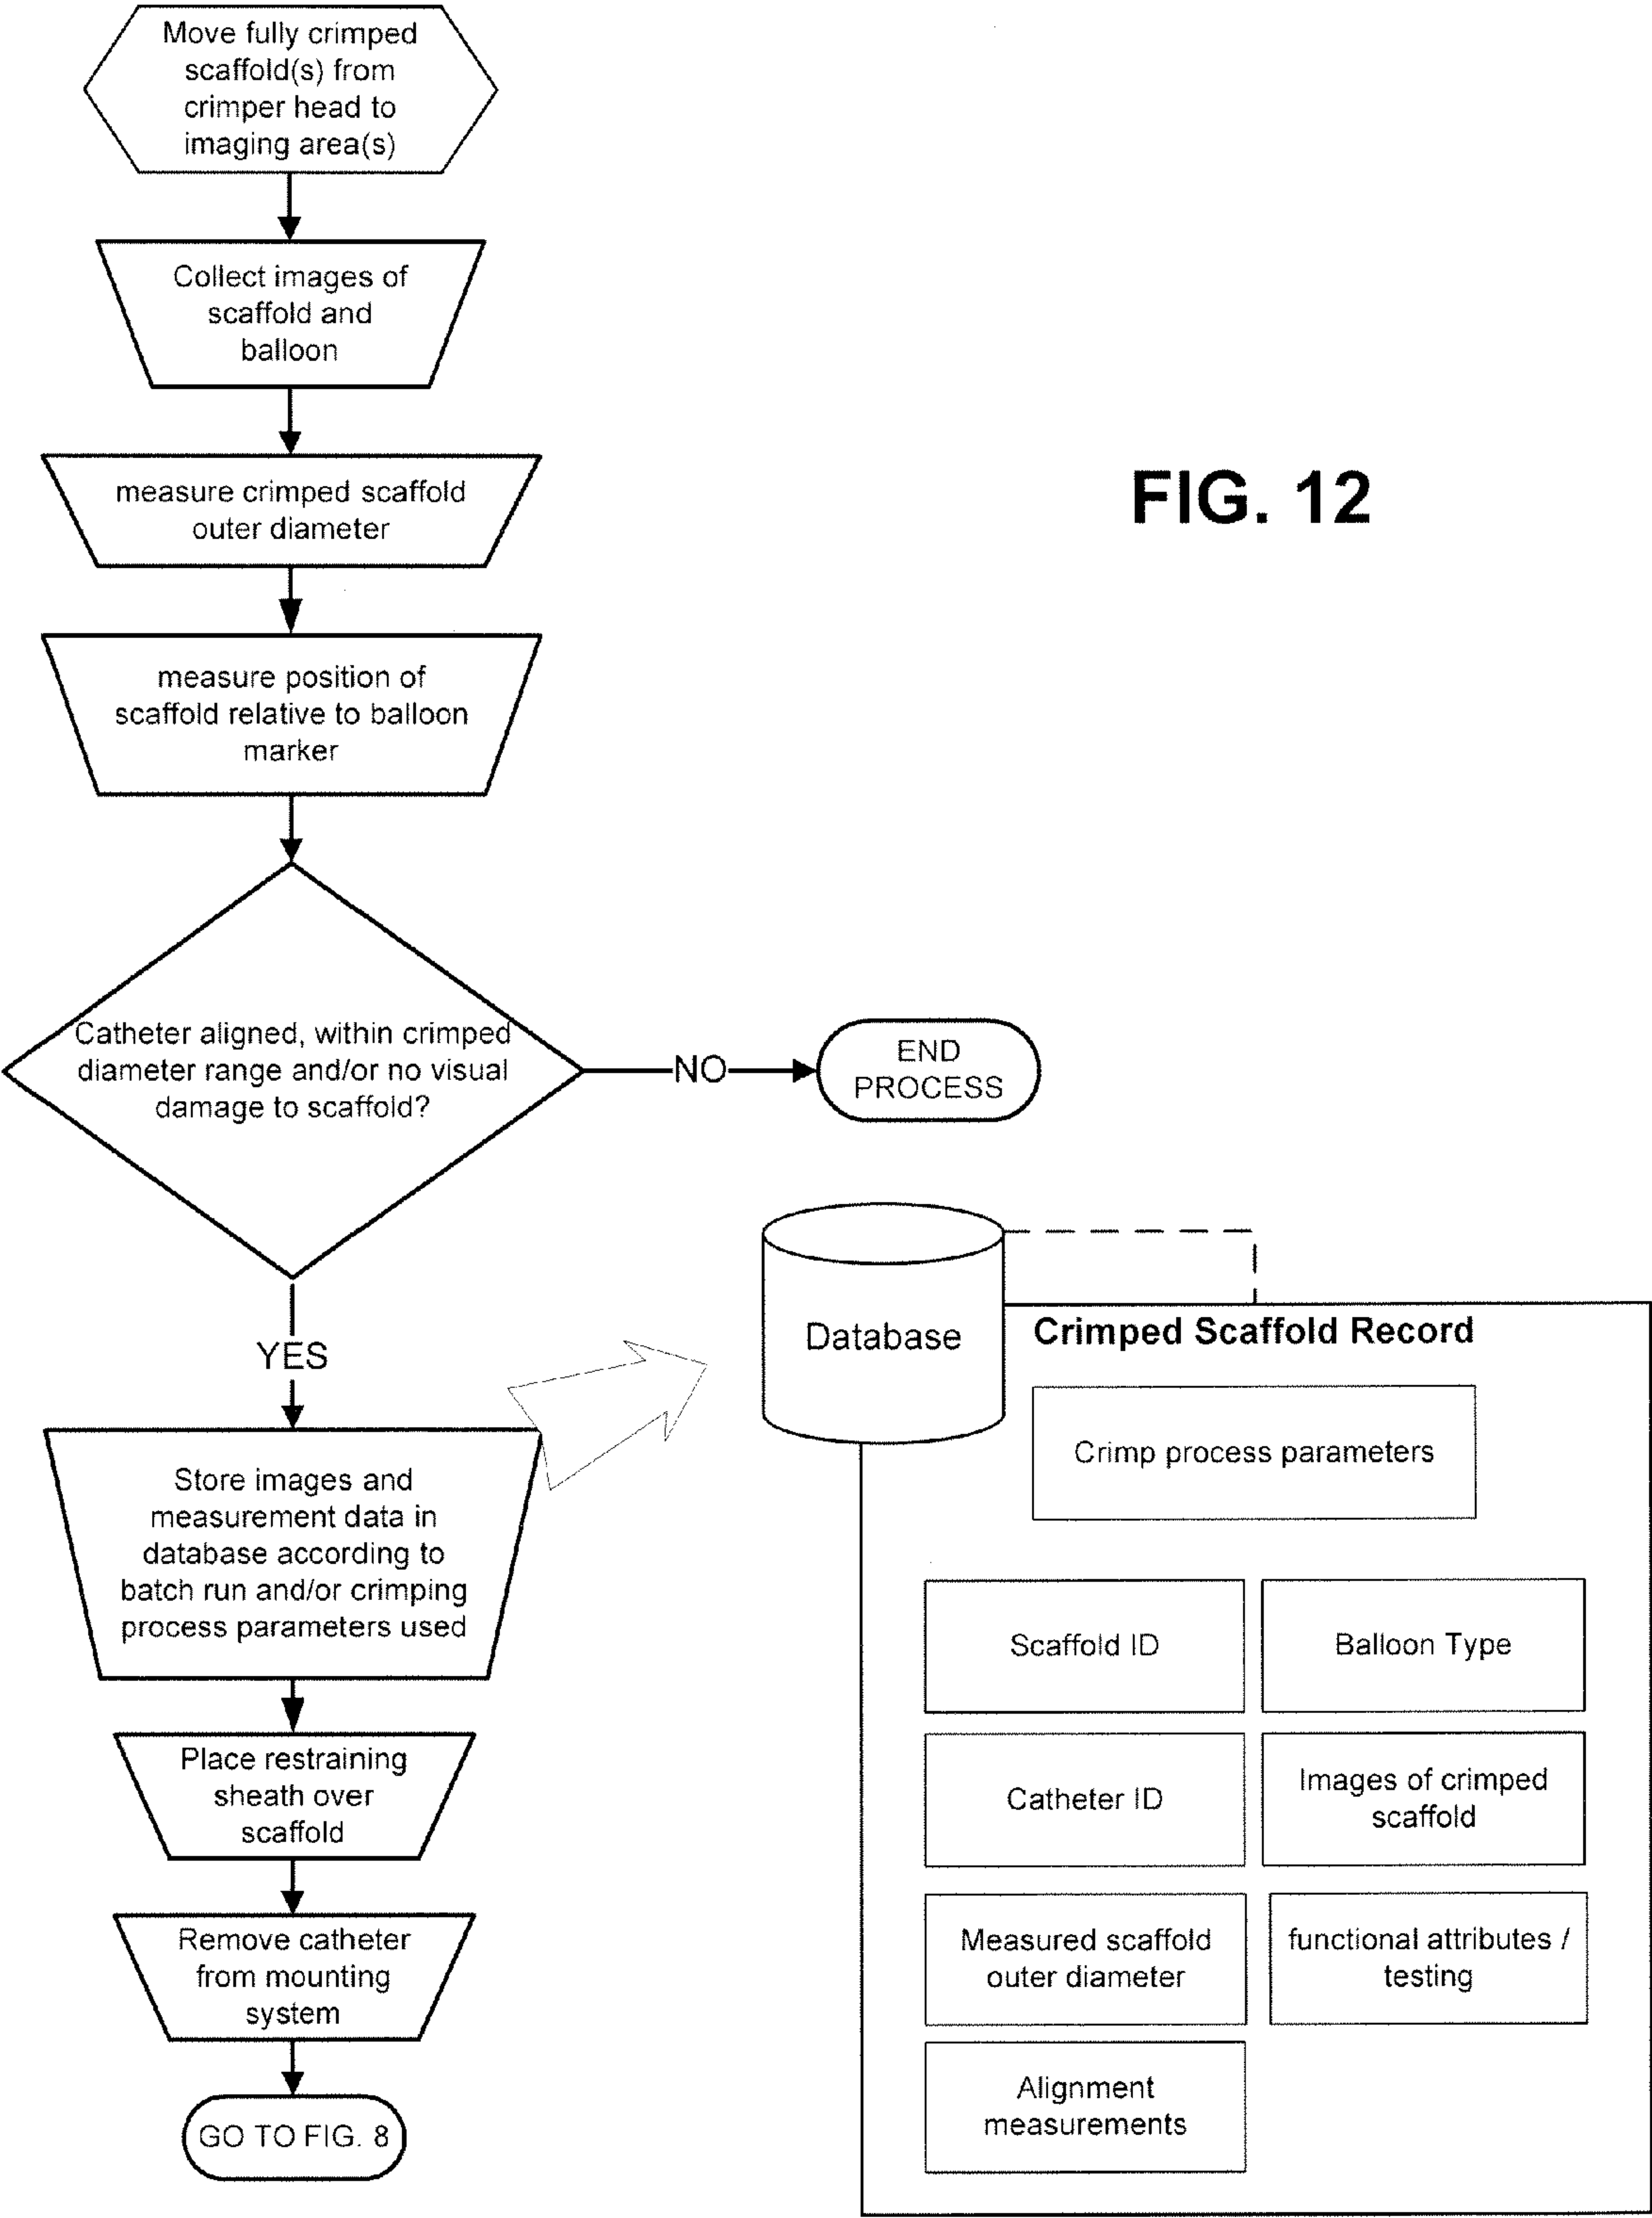 Move fully crimped
scaffold(s) from
crimper head to
imaging area(s)
Collect images of
scaffold and
balloon
measure crimped scaffold
outer diameter
FIG. 12
measure position of
scaffold relative to balloon
marker
Catheter aligned, within crimped
diameter range and/or no visual
damage to scaffold?
NO
END
PROCESS
YES
Store images and
measurement data in
database according to
batch run and/or crimping
process parameters used
Place restraining
sheath over
scaffold
Remove catheter
from mounting
system
GO TO FIG. 8
Database
Crimped Scaffold Record
Crimp process parameters
Scaffold ID
Balloon Type
Catheter ID
Images of crimped
scaffold
Measured scaffold
outer diameter
functional attributes /
testing
Alignment
measurements